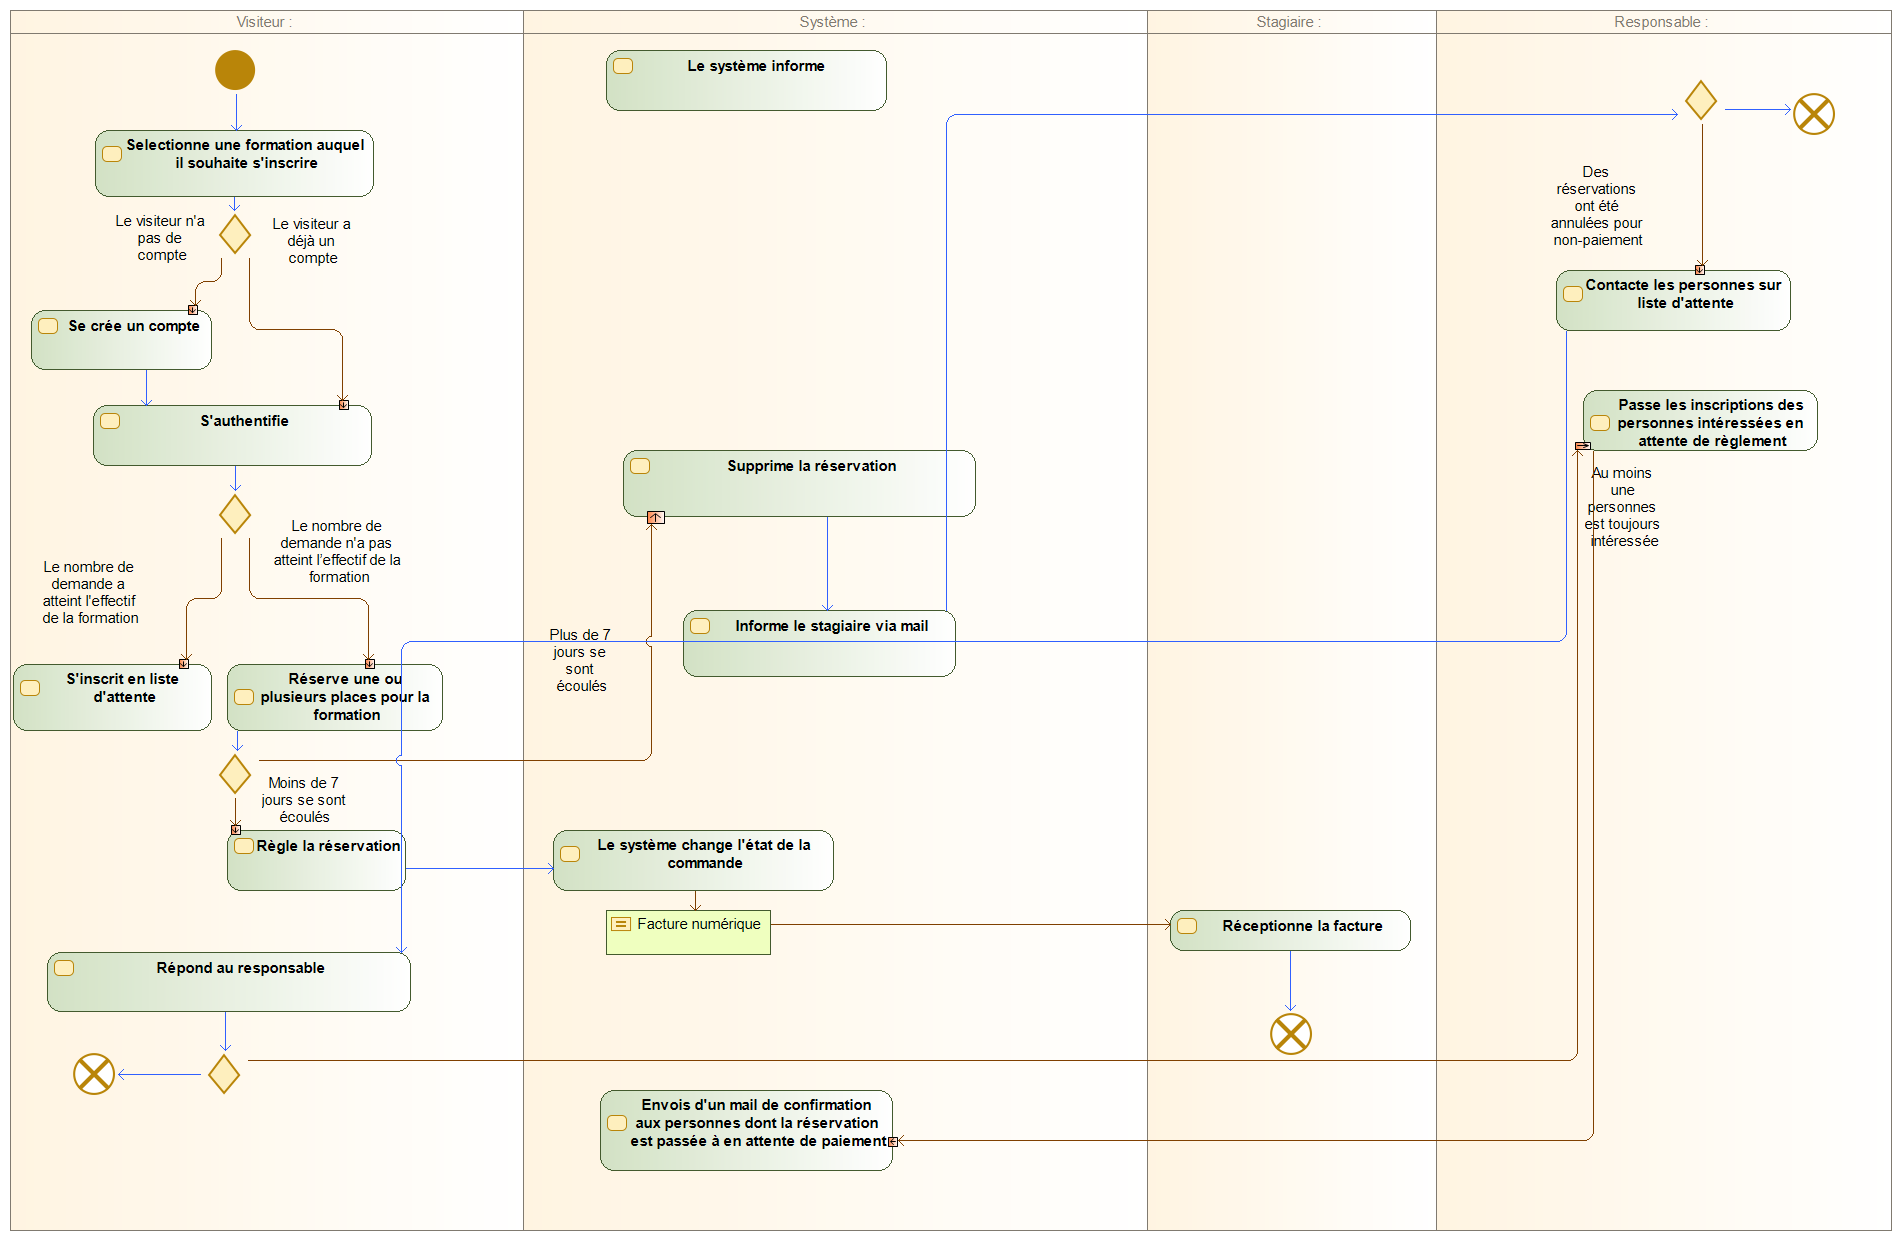 Visiteur :
Système :
Stagiaire :
Responsable :
Le système informe
Selectionne une formation auquel
il souhaite s'inscrire
Le visiteur n'a
pas de
compte
Le visiteur a
déjà un
compte
Des
réservations
ont été
annulées pour
non-paiement
Contacte les personnes sur
liste d'attente
Se crée un compte
S'authentifie
Passe les inscriptions des
personnes intéressées en
attente de règlement
Au moins
une
personnes
est toujours
intéressée
Supprime la réservation
Le nombre de
demande n'a pas
atteint l'effectif de la
formation
Le nombre de
demande a
atteint l'effectif
de la formation
Informe le stagiaire via mail
Plus de 7
jours se
sont
écoulés
S'inscrit en liste
d'attente
Réserve une ou
plusieurs places pour la
formation
Moins de 7
jours se sont
écoulés
Règle la réservation
Le système change l'état de la
commande
Facture numérique
Réceptionne la facture
Répond au responsable
Envois d'un mail de confirmation
aux personnes dont la réservation
est passée à en attente de paiement